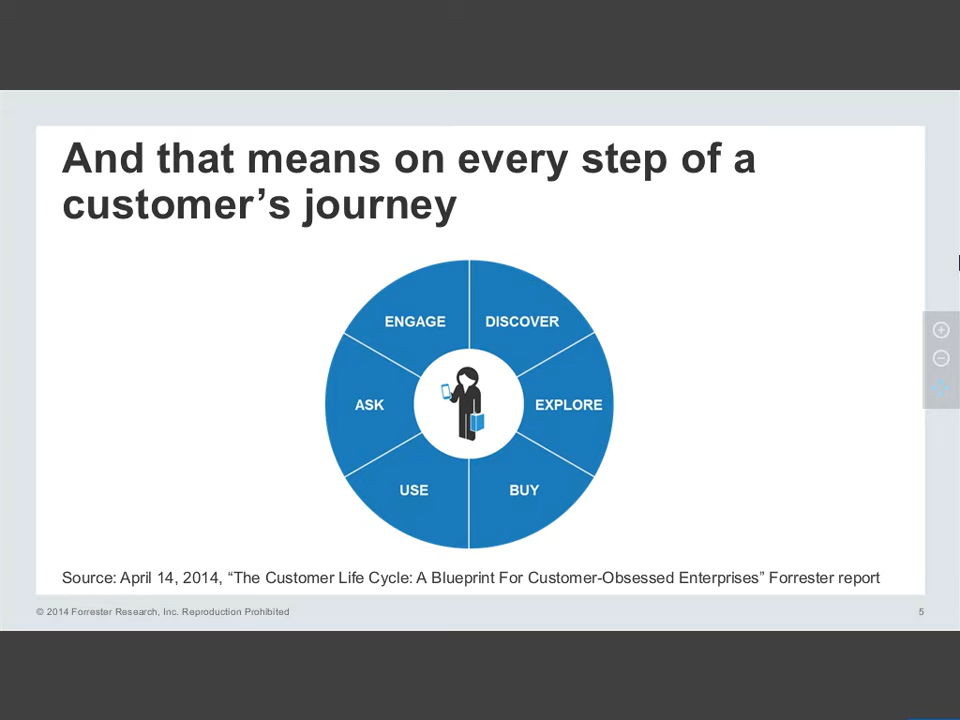 And that means on every step of a
customer’s journey
ENGAGE
DISCOVER
ASK
EXPLORE
USE
BUY
Source: April 14, 2014, “The Customer Life Cycle: A Blueprint For Customer-Obsessed Enterprises” Forrester report
© 2014 Forrester Research, Inc. Reproduction Prohibited
5